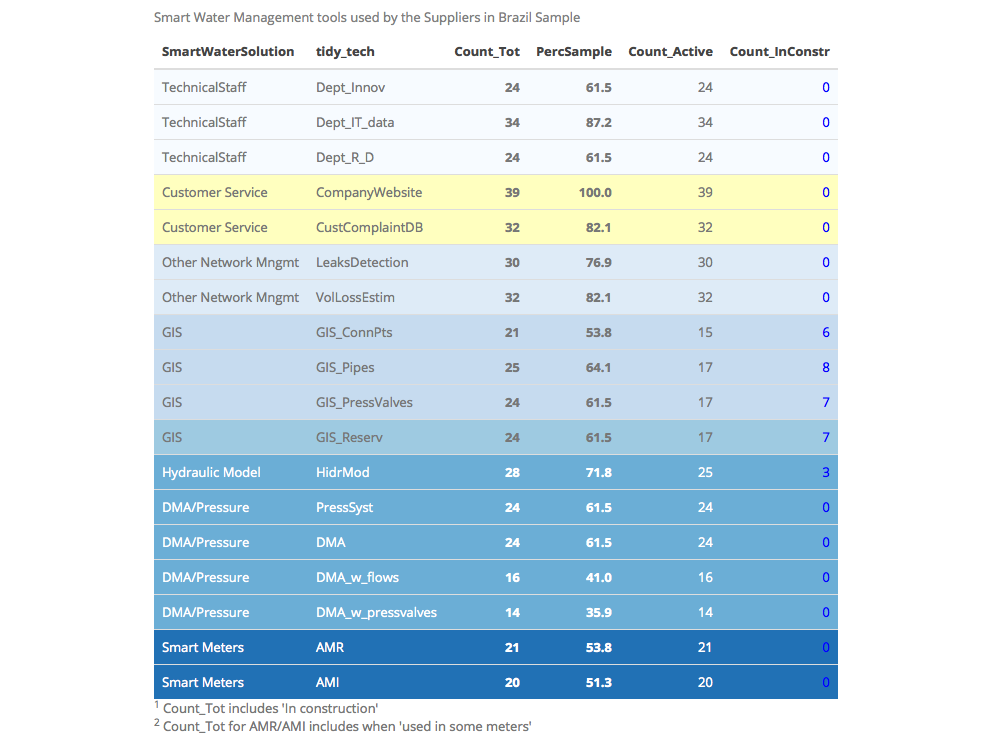 Smart Water Management tools used by the Suppliers in Brazil Sample
SmartWaterSolution tidy_tech Count_Tot PercSample Count_Active Count_InConstr
TechnicalStaff Dept_Innov 24 61.5 24 0
TechnicalStaff Dept_IT_data 34 87.2 34 0
TechnicalStaff Dept_R_D 24 61.5 24 0
Customer Service CompanyWebsite 39 100.0 39 0
Customer Service CustComplaintDB 32 82.1 32 0
Other Network Mngmt LeaksDetection 30 76.9 30 0
Other Network Mngmt VolLossEstim 32 82.1 32 0
GIS GIS_ConnPts 21 53.8 15 6
GIS GIS_Pipes 25 64.1 17 8
GIS GIS_PressValves 24 61.5 17 7
GIS GIS_Reserv 24 61.5 17 7
Hydraulic Model HidrMod 28 71.8 25 3
DMA/Pressure PressSyst 24 61.5 24 0
DMA/Pressure DMA 24 61.5 24 0
DMA/Pressure DMA_w_flows 16 41.0 16 0
DMA/Pressure DMA_w_pressvalves 14 35.9 14 0
Smart Meters AMR 21 53.8 21 0
Smart Meters AMI 20 51.3 20 0
1 Count_Tot includes 'In construction'
2 Count_Tot for AMR/AMI includes when 'used in some meters'